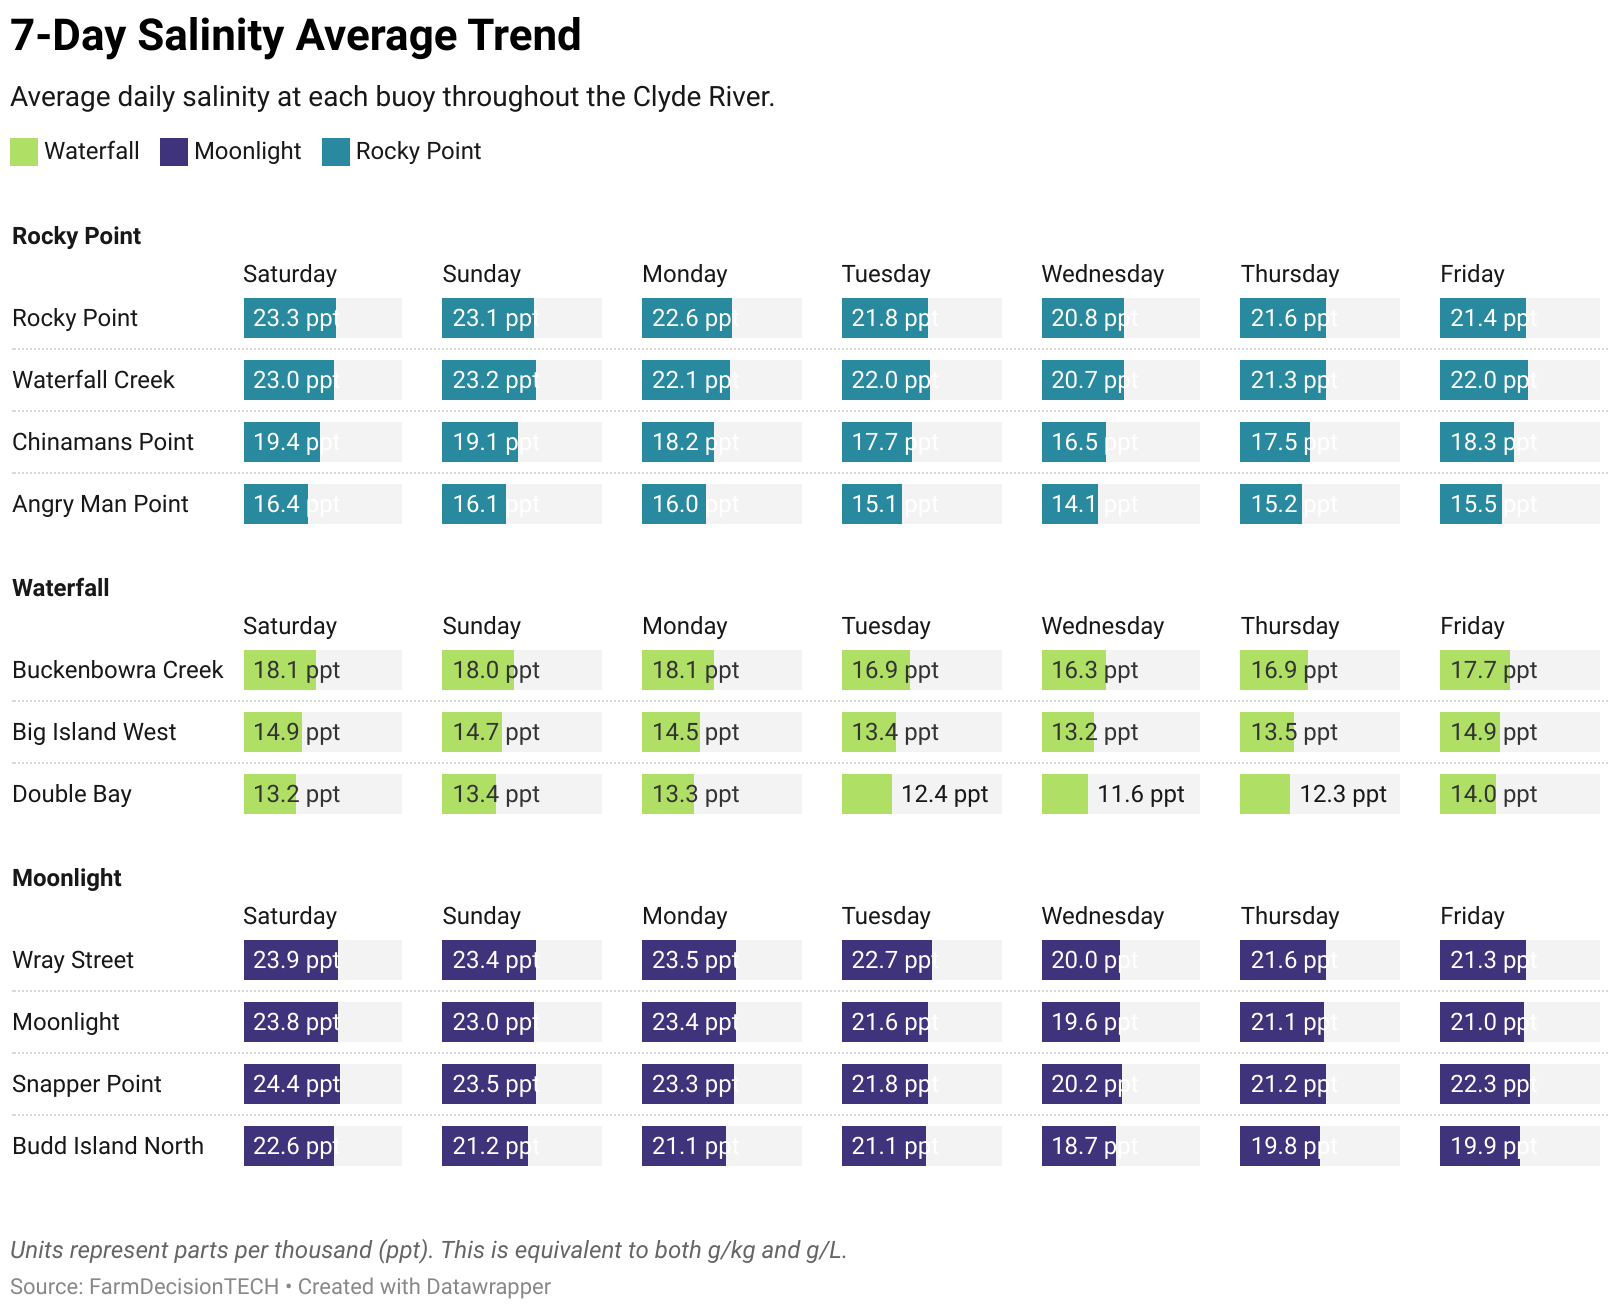 7-Day Salinity Average Trend
Average daily salinity at each buoy throughout the Clyde River.
Waterfall Moonlight Rocky Point
Rocky Point
Saturday Sunday Monday Tuesday Wednesday Thursday Friday
Rocky Point 23.3 ppt 23.1 ppt 22.6 ppt 21.8 ppt 20.8 ppt 21.6 ppt 21.4 ppt
Waterfall Creek 23.0 ppt 23.2 ppt 22.1 ppt 22.0 ppt 20.7 ppt 21.3 ppt 22.0 ppt
Chinamans Point 19.4 ppt 19.1 ppt 18.2 ppt 17.7 ppt 16.5 ppt 17.5 ppt 18.3 ppt
Angry Man Point 16.4 ppt 16.1 ppt 16.0 ppt 15.1 ppt 14.1 ppt 15.2 ppt 15.5 ppt
Waterfall
Saturday Sunday Monday Tuesday Wednesday Thursday Friday
Buckenbowra Creek 18.1 ppt 18.0 ppt 18.1 ppt 16.9 ppt 16.3 ppt 16.9 ppt 17.7 ppt
Big Island West 14.9 ppt 14.7 ppt 14.5 ppt 13.4 ppt 13.2 ppt 13.5 ppt 14.9 ppt
Double Bay 13.2 ppt 13.4 ppt 13.3 ppt 12.4 ppt 11.6 ppt 12.3 ppt 14.0 ppt
Moonlight
Saturday Sunday Monday Tuesday Wednesday Thursday Friday
Wray Street 23.9 ppt 23.4 ppt 23.5 ppt 22.7 ppt 20.0 ppt 21.6 ppt 21.3 ppt
Moonlight 23.8 ppt 23.0 ppt 23.4 ppt 21.6 ppt 19.6 ppt 21.1 ppt 21.0 ppt
Snapper Point 24.4 ppt 23.5 ppt 23.3 ppt 21.8 ppt 20.2 ppt 21.2 ppt 22.3 ppt
Budd Island North 22.6 ppt 21.2 ppt 21.1 ppt 21.1 ppt 18.7 ppt 19.8 ppt 19.9 ppt
Units represent parts per thousand (ppt). This is equivalent to both g/kg and g/L.
Source: FarmDecisionTECH • Created with Datawrapper